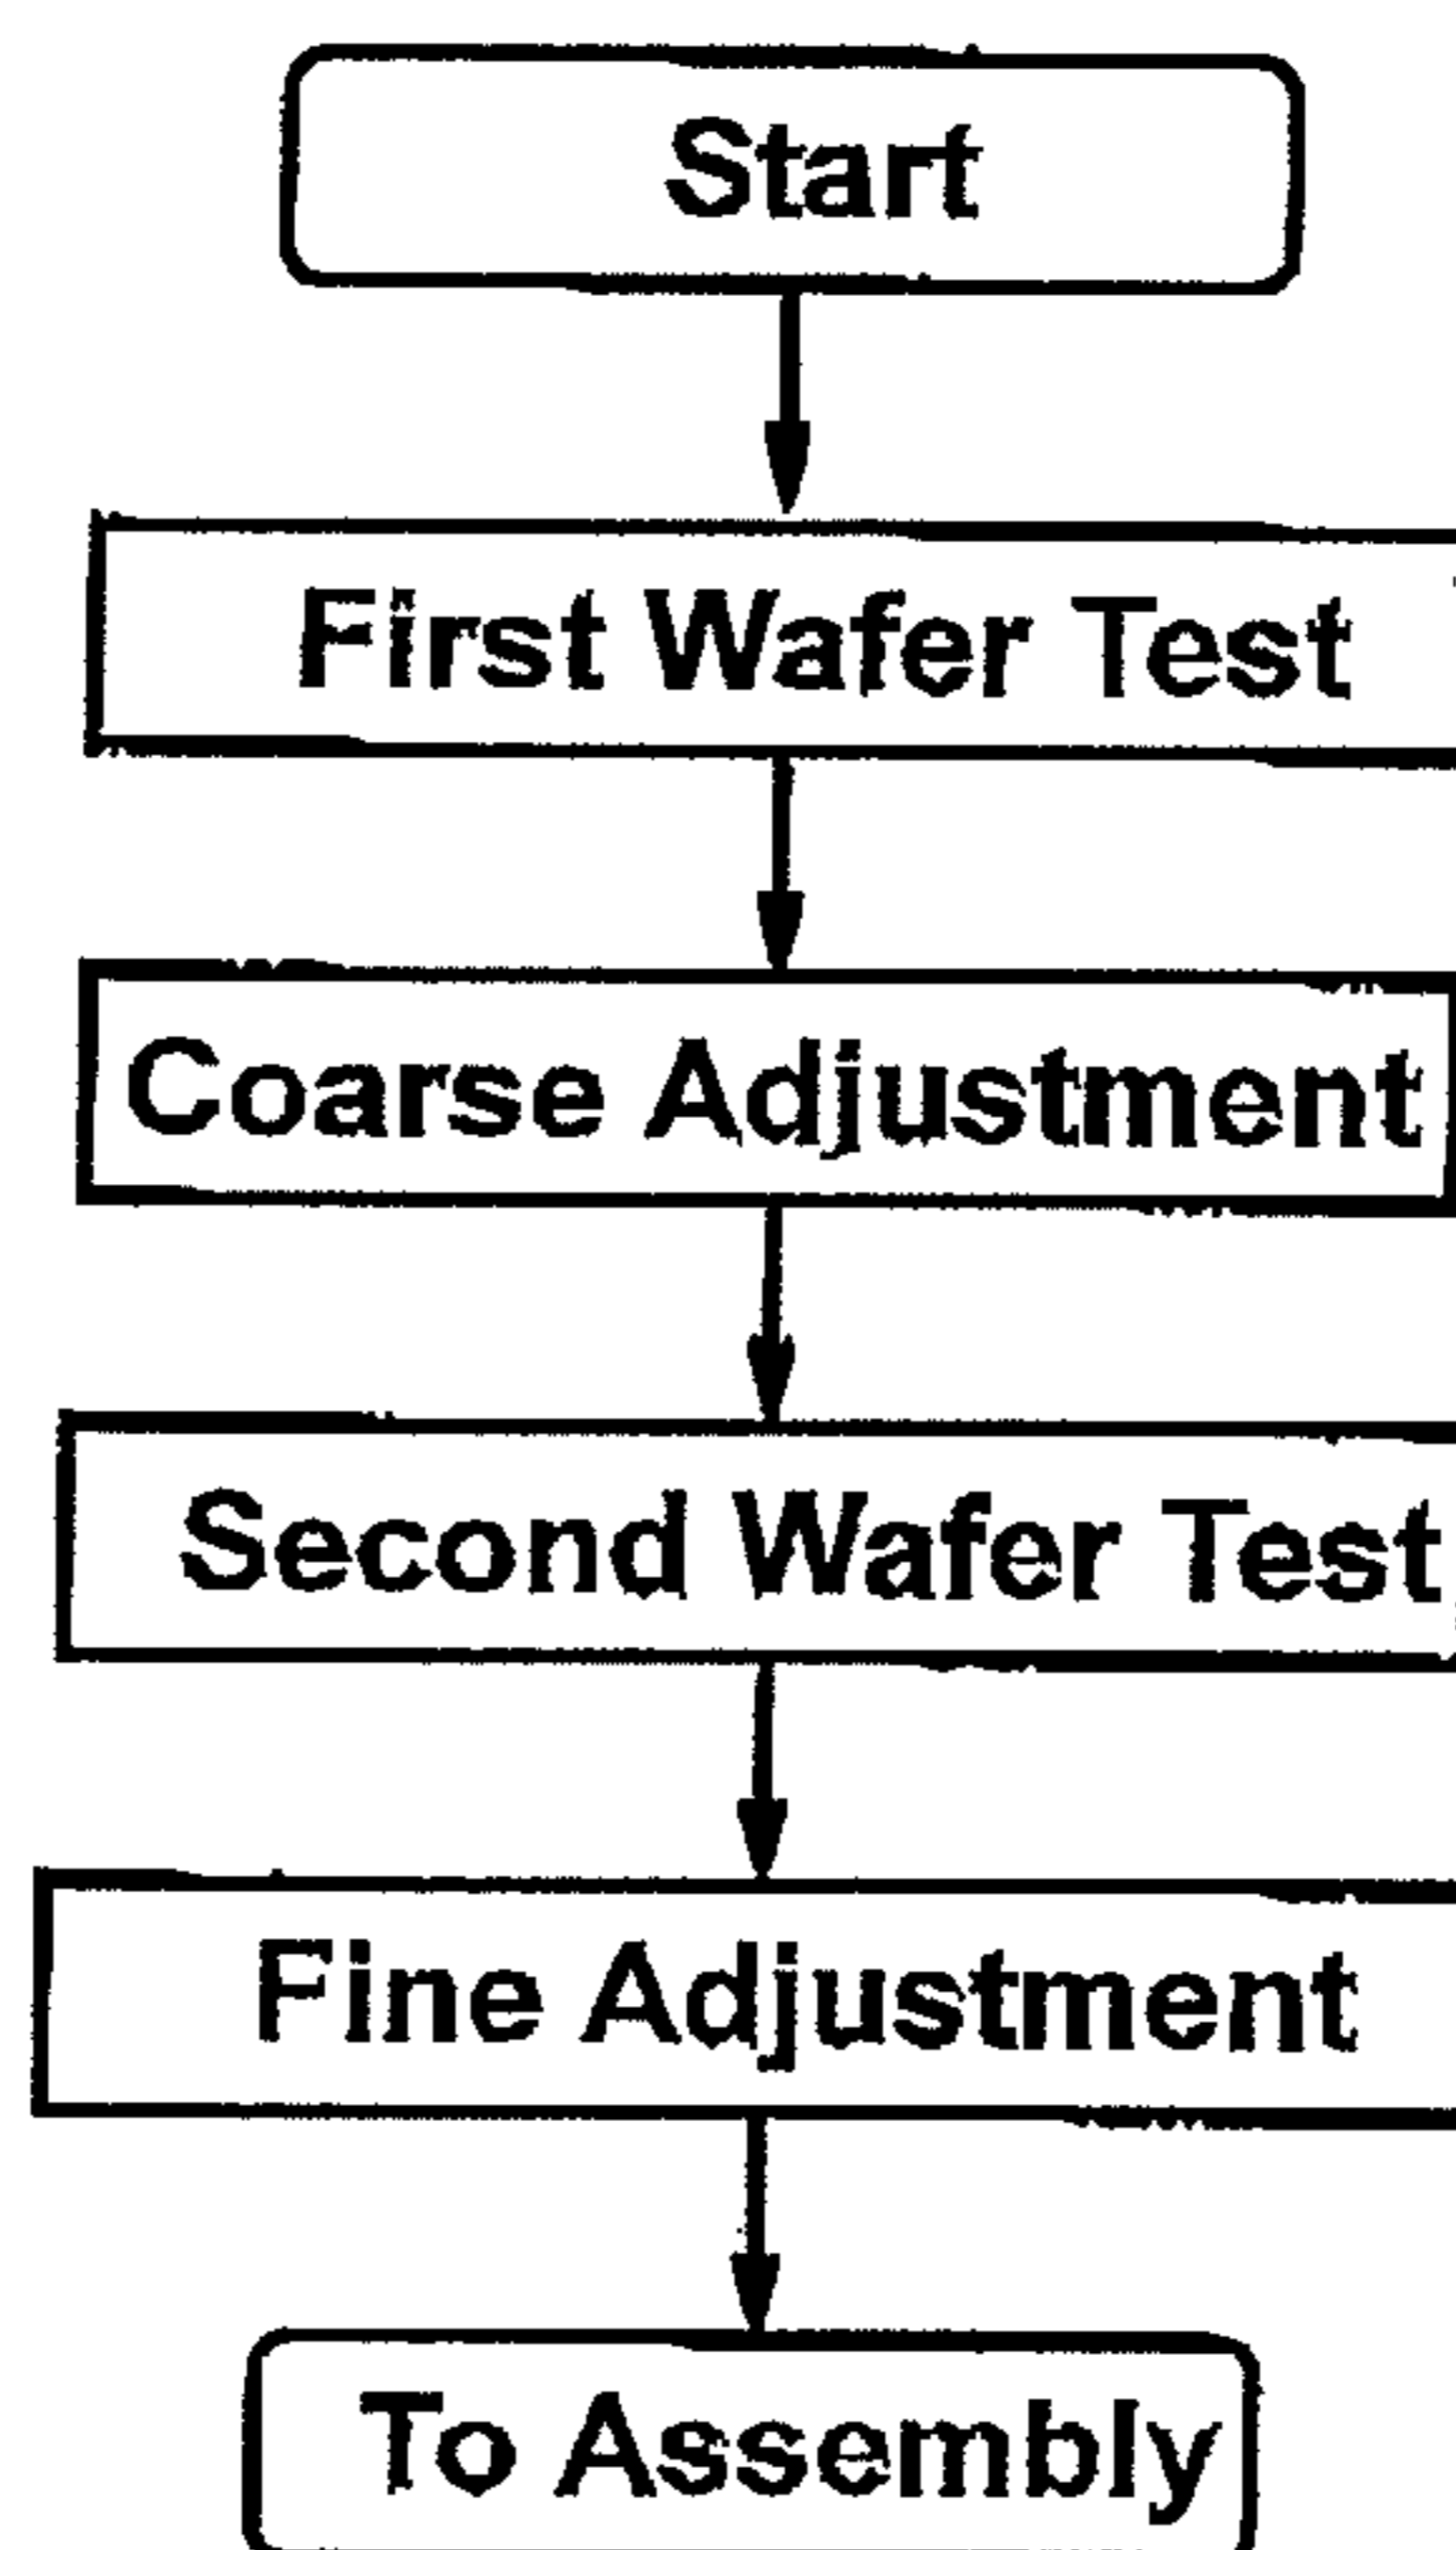 Start
First Wafer Test
Coarse Adjustment
Second Wafer Test
Fine Adjustment
To Assembly